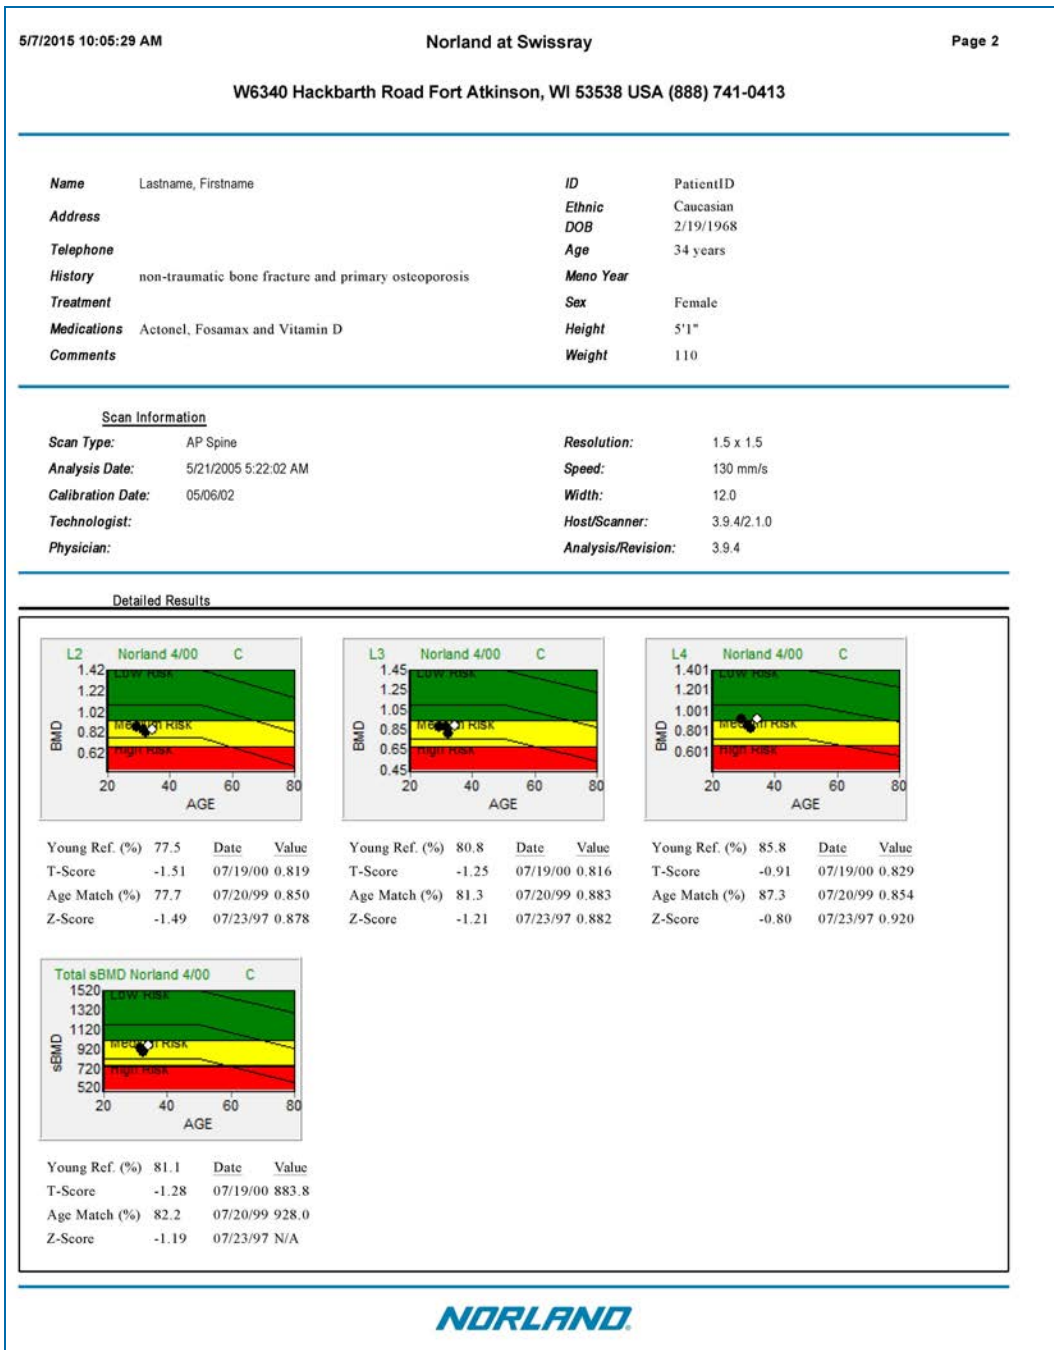 5/7/2015 10:05:29 AM Norland at Swissray Page 2
W6340 Hackbarth Road Fort Atkinson, WI 53538 USA (888) 741-0413
Name Lastname, Firstname ID PatientID
Address Ethnic Caucasian
DOB 2/19/1968
Telephone Age 34 years
History non-traumatic bone fracture and primary osteoporosis Meno Year
Treatment Sex Female
Medications Actonel, Fosamax and Vitamin D Height 5'1"
Comments Weight 110
Scan Information
Scan Type: AP Spine Resolution: 1.5 x 1.5
Analysis Date: 5/21/2005 5:22:02 AM Speed: 130 mm/s
Calibration Date: 05/06/02 Width: 12.0
Technologist: Host/Scanner: 3.9.4/2.1.0
Physician: Analysis/Revision: 3.9.4
Detailed Results
L2 Norland 4/00 C
1.42 Low Risk
1.22
1.02
0.82 Medium Risk
0.62 High Risk
BMD
20 40 60 80
AGE
L3 Norland 4/00 C
1.45 Low Risk
1.25
1.05
0.85 Medium Risk
0.65 High Risk
0.45
BMD
20 40 60 80
AGE
L4 Norland 4/00 C
1.401 Low Risk
1.201
1.001
0.801 Medium Risk
0.601 High Risk
BMD
20 40 60 80
AGE
Young Ref. (%) 77.5 Date Value
T-Score -1.51 07/19/00 0.819
Age Match (%) 77.7 07/20/99 0.850
Z-Score -1.49 07/23/97 0.878
Young Ref. (%) 80.8 Date Value
T-Score -1.25 07/19/00 0.816
Age Match (%) 81.3 07/20/99 0.883
Z-Score -1.21 07/23/97 0.882
Young Ref. (%) 85.8 Date Value
T-Score -0.91 07/19/00 0.829
Age Match (%) 87.3 07/20/99 0.854
Z-Score -0.80 07/23/97 0.920
Total sBMD Norland 4/00 C
1520 Low Risk
1320
1120
920 Medium Risk
720 High Risk
520
sBMD
20 40 60 80
AGE
Young Ref. (%) 81.1 Date Value
T-Score -1.28 07/19/00 883.8
Age Match (%) 82.2 07/20/99 928.0
Z-Score -1.19 07/23/97 N/A
NORLAND